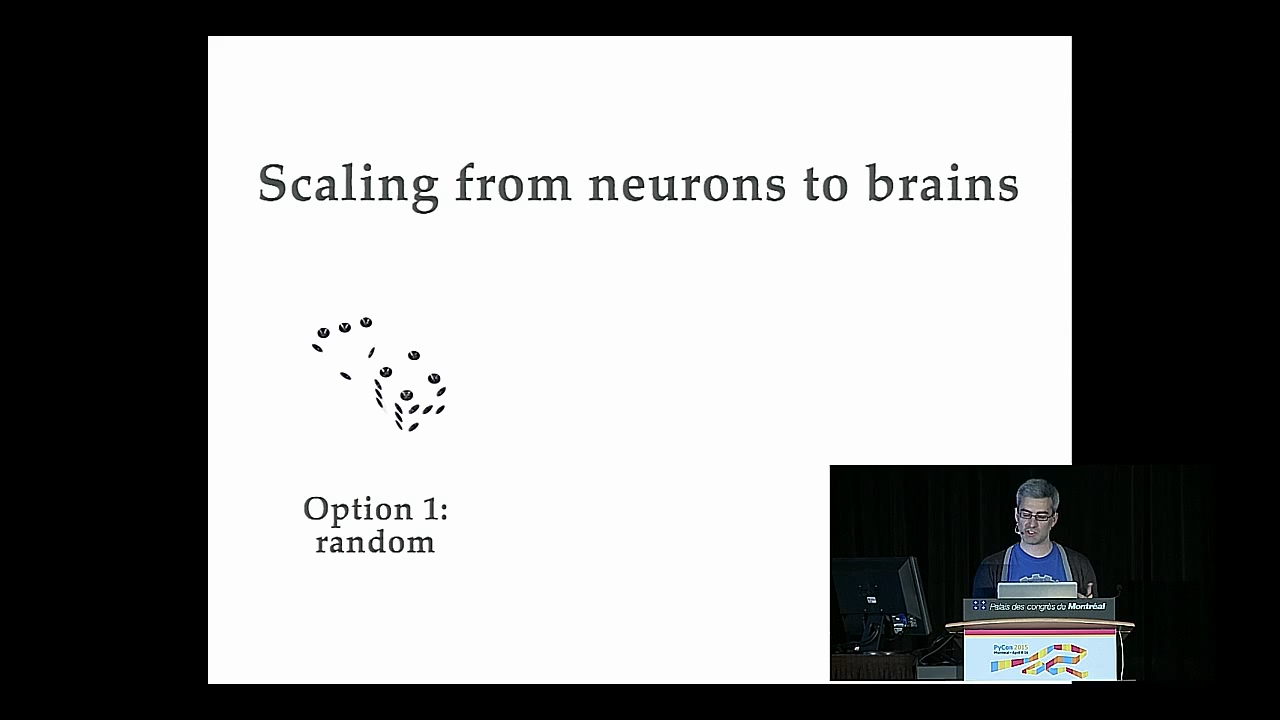 Scaling from neurons to brains
Option 1:
random
Palais des congrès de Montréal
PyCon 2015